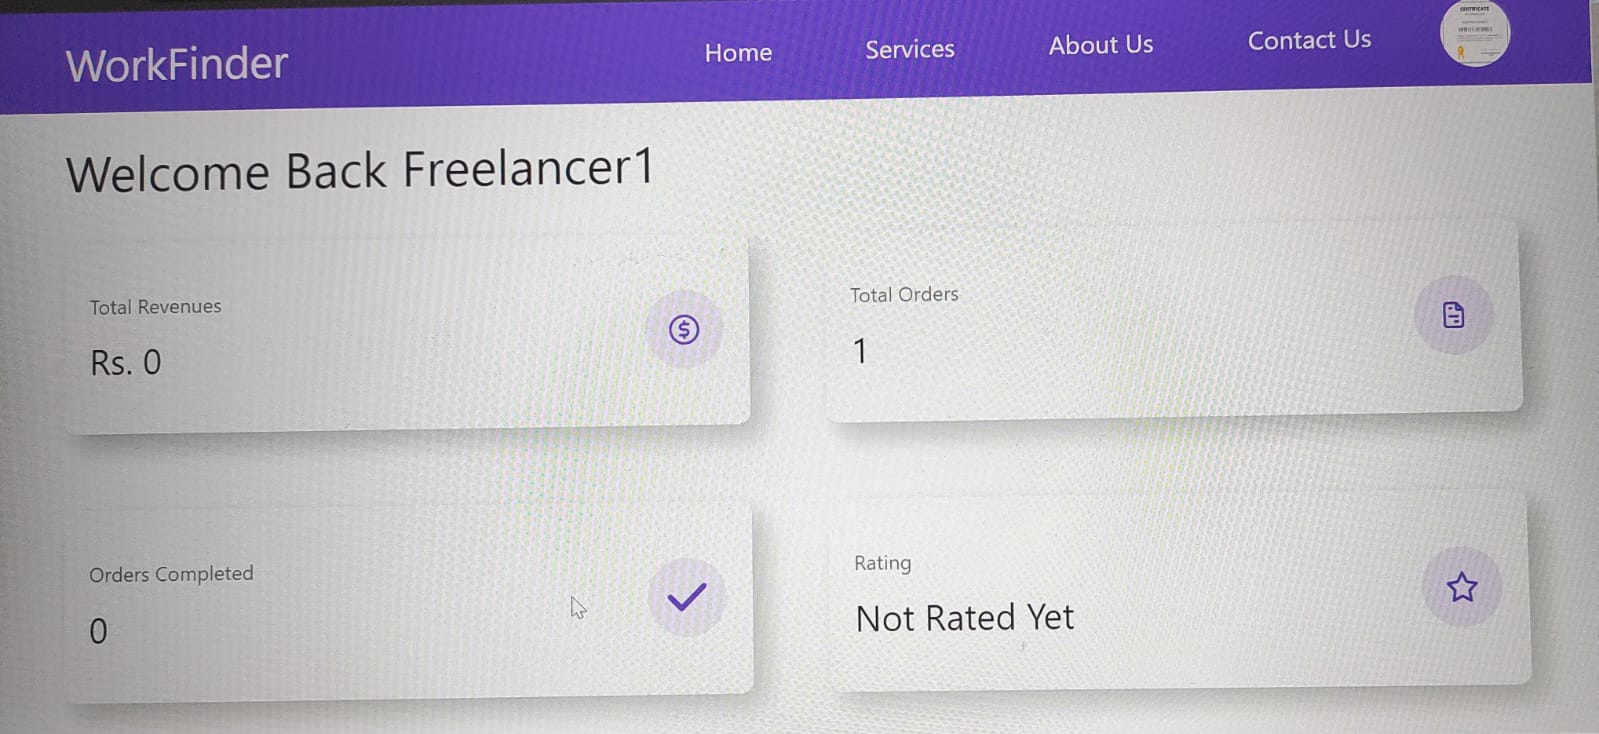 WorkFinder
Home
Services
About Us
Contact Us
CERTIFICATE
Welcome Back Freelancer1
Total Revenues
Rs. 0
Total Orders
1
Orders Completed
0
Rating
Not Rated Yet